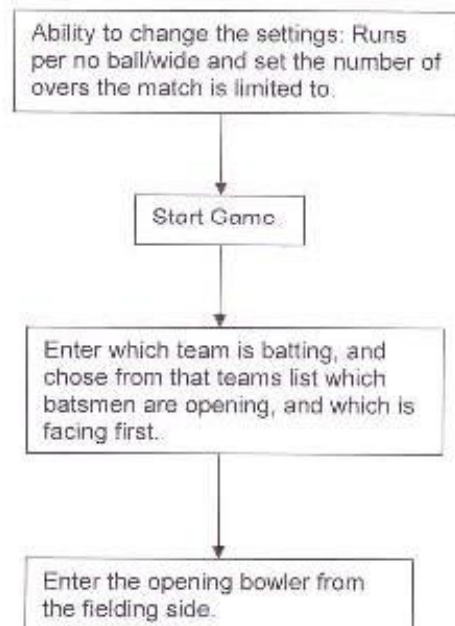 Ability to change the settings: Runs
per no ball/wide and set the number of
overs the match is limited to.
Start Game
Enter which team is batting, and
chose from that teams list which
batsmen are opening, and which is
facing first.
Enter the opening bowler from
the fielding side.